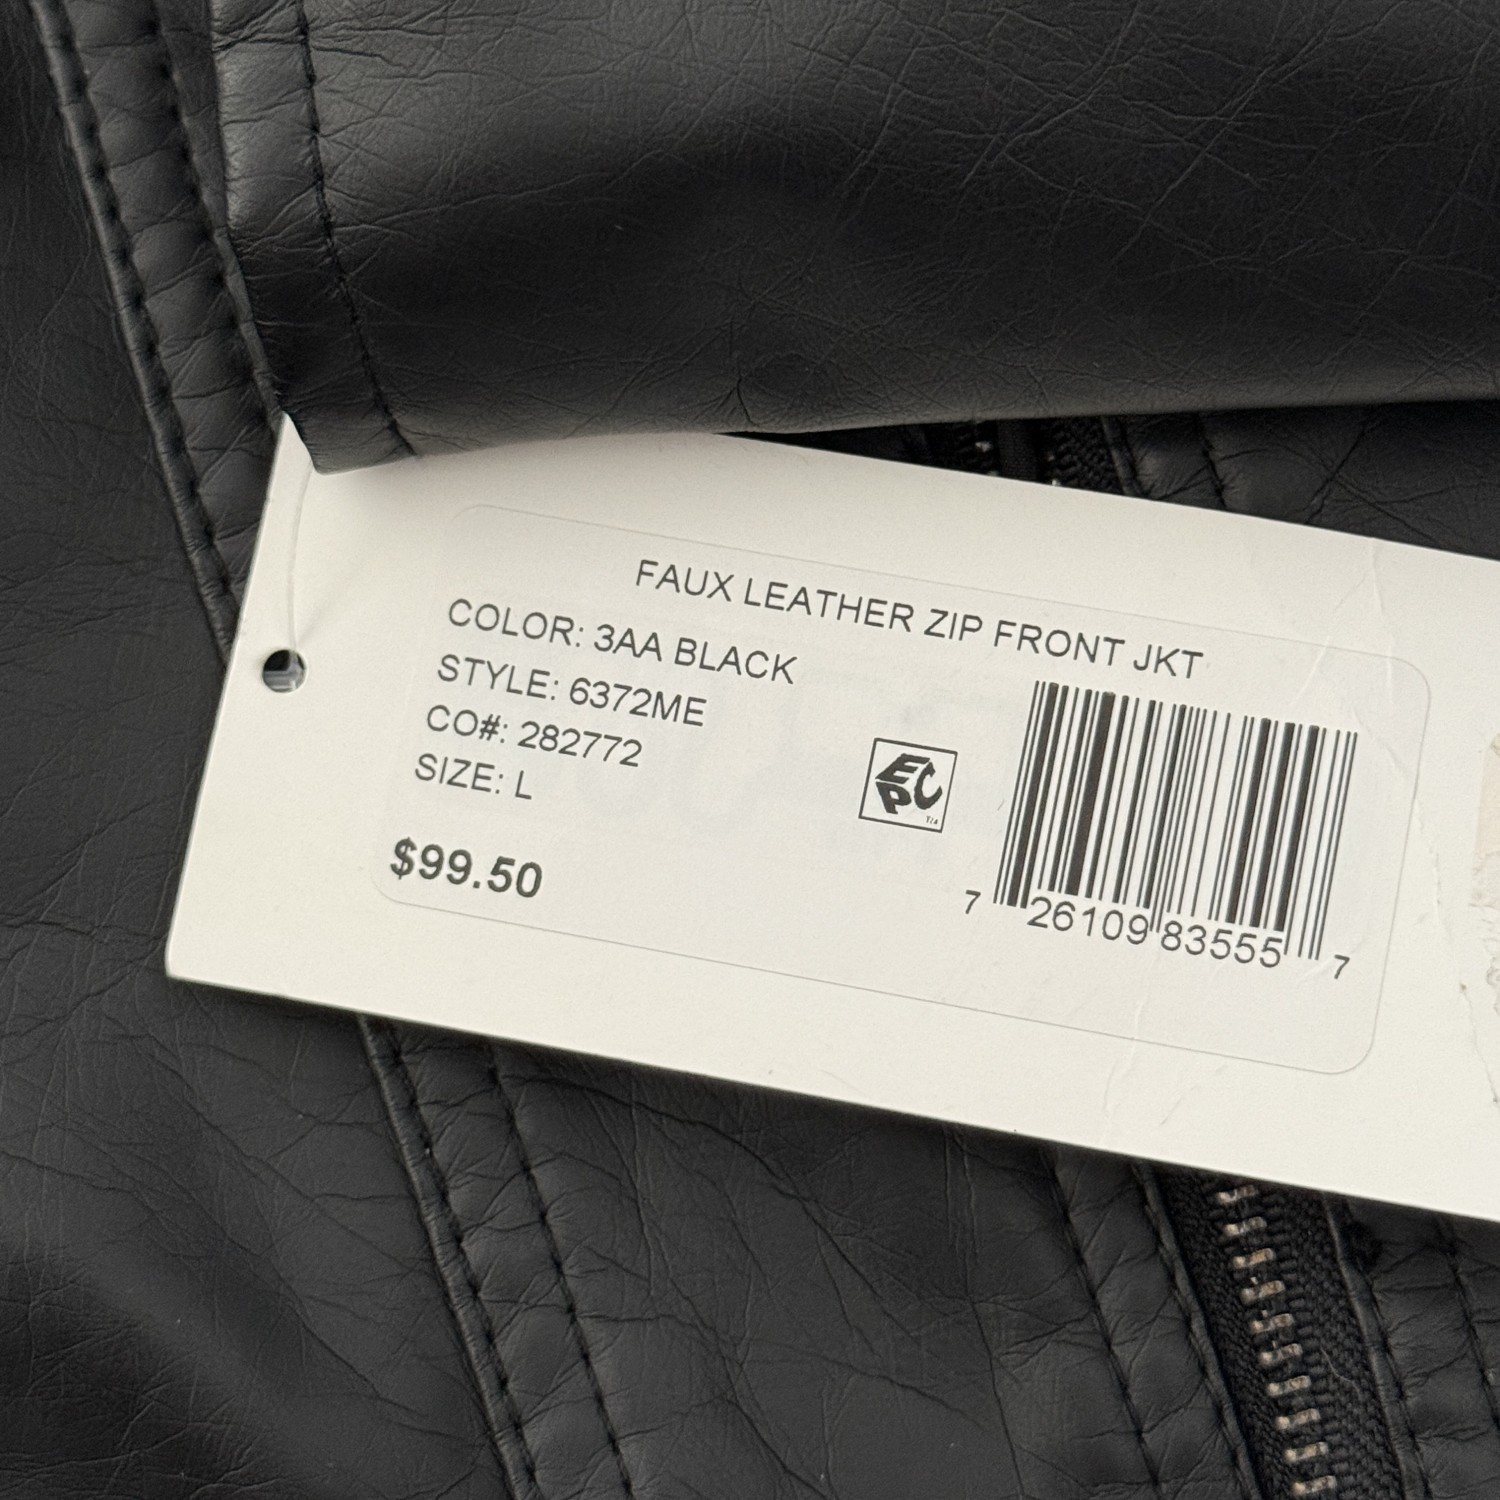 FAUX LEATHER ZIP FRONT JKT
COLOR: 3AA BLACK
STYLE: 6372ME
CO#: 282772
SIZE: L
$99.50
EPC
7 26109 83555 7